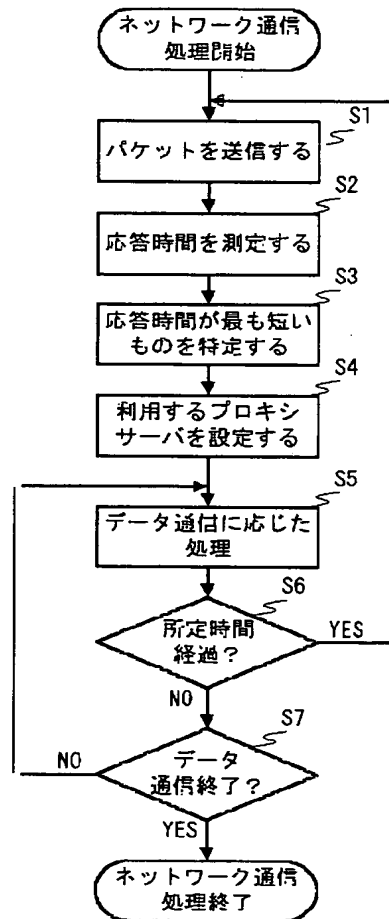 ネットワーク通信
処理開始
S1
パケットを送信する
S2
応答時間を測定する
S3
応答時間が最も短い
ものを特定する
S4
利用するプロキシ
サーバを設定する
S5
データ通信に応じた
処理
S6
所定時間
経過?
YES
NO
S7
データ
通信終了?
NO
YES
ネットワーク通信
処理終了